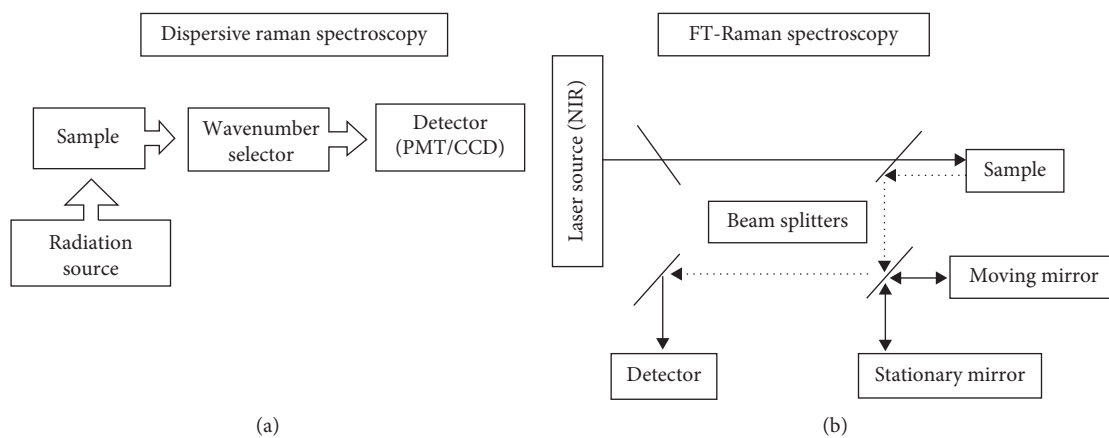 Dispersive raman spectroscopy
Sample
Wavenumber
selector
Detector
(PMT/CCD)
Radiation
source
(a)
FT-Raman spectroscopy
Laser source (NIR)
Sample
Beam splitters
Moving mirror
Detector
Stationary mirror
(b)